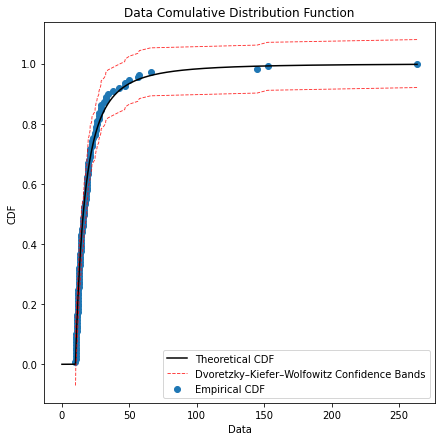 Data Comulative Distribution Function
1.0
0.8
0.6
0.4
0.2
0.0
CDF
0
50
100
150
200
250
Data
Theoretical CDF
Dvoretzky–Kiefer–Wolfowitz Confidence Bands
Empirical CDF